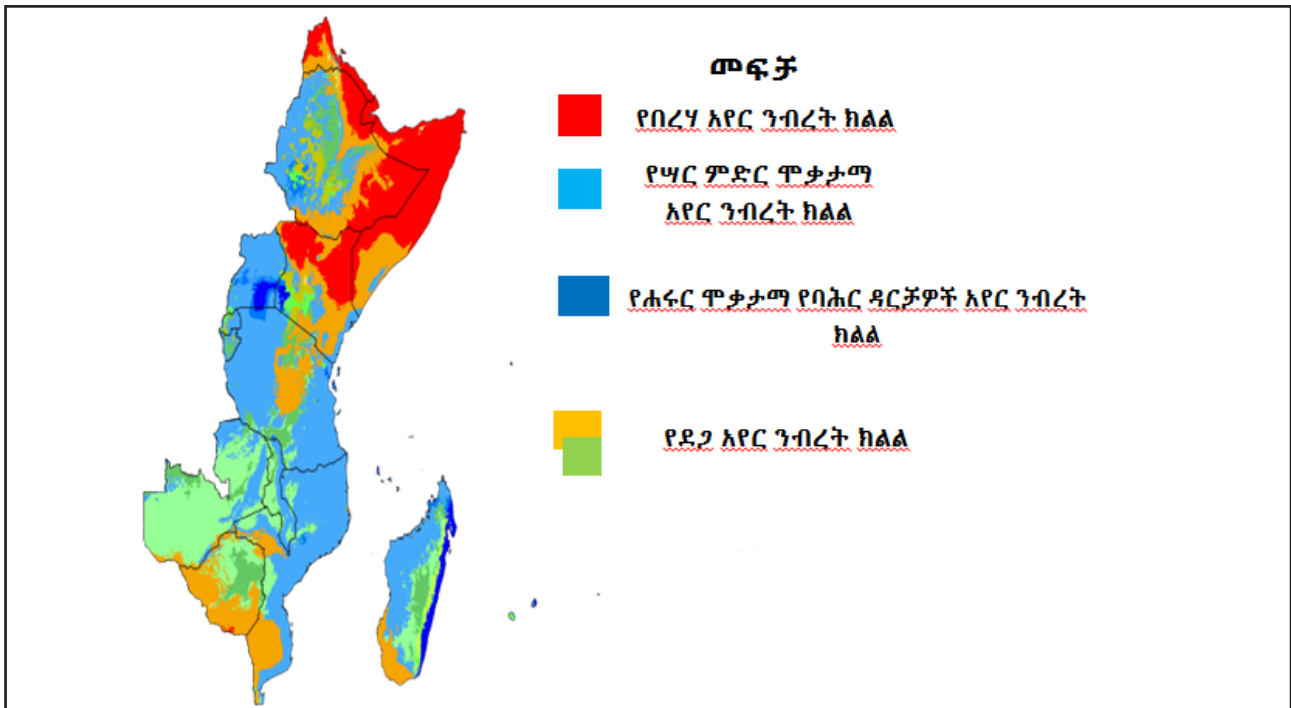 መፍቻ
የበረሃ አየር ንብረት ክልል
የሣር ምድር ሞቃታማ
አየር ንብረት ክልል
የሐሩር ሞቃታማ የባሕር ዳርቻዎች አየር ንብረት
ክልል
የደጋ አየር ንብረት ክልል